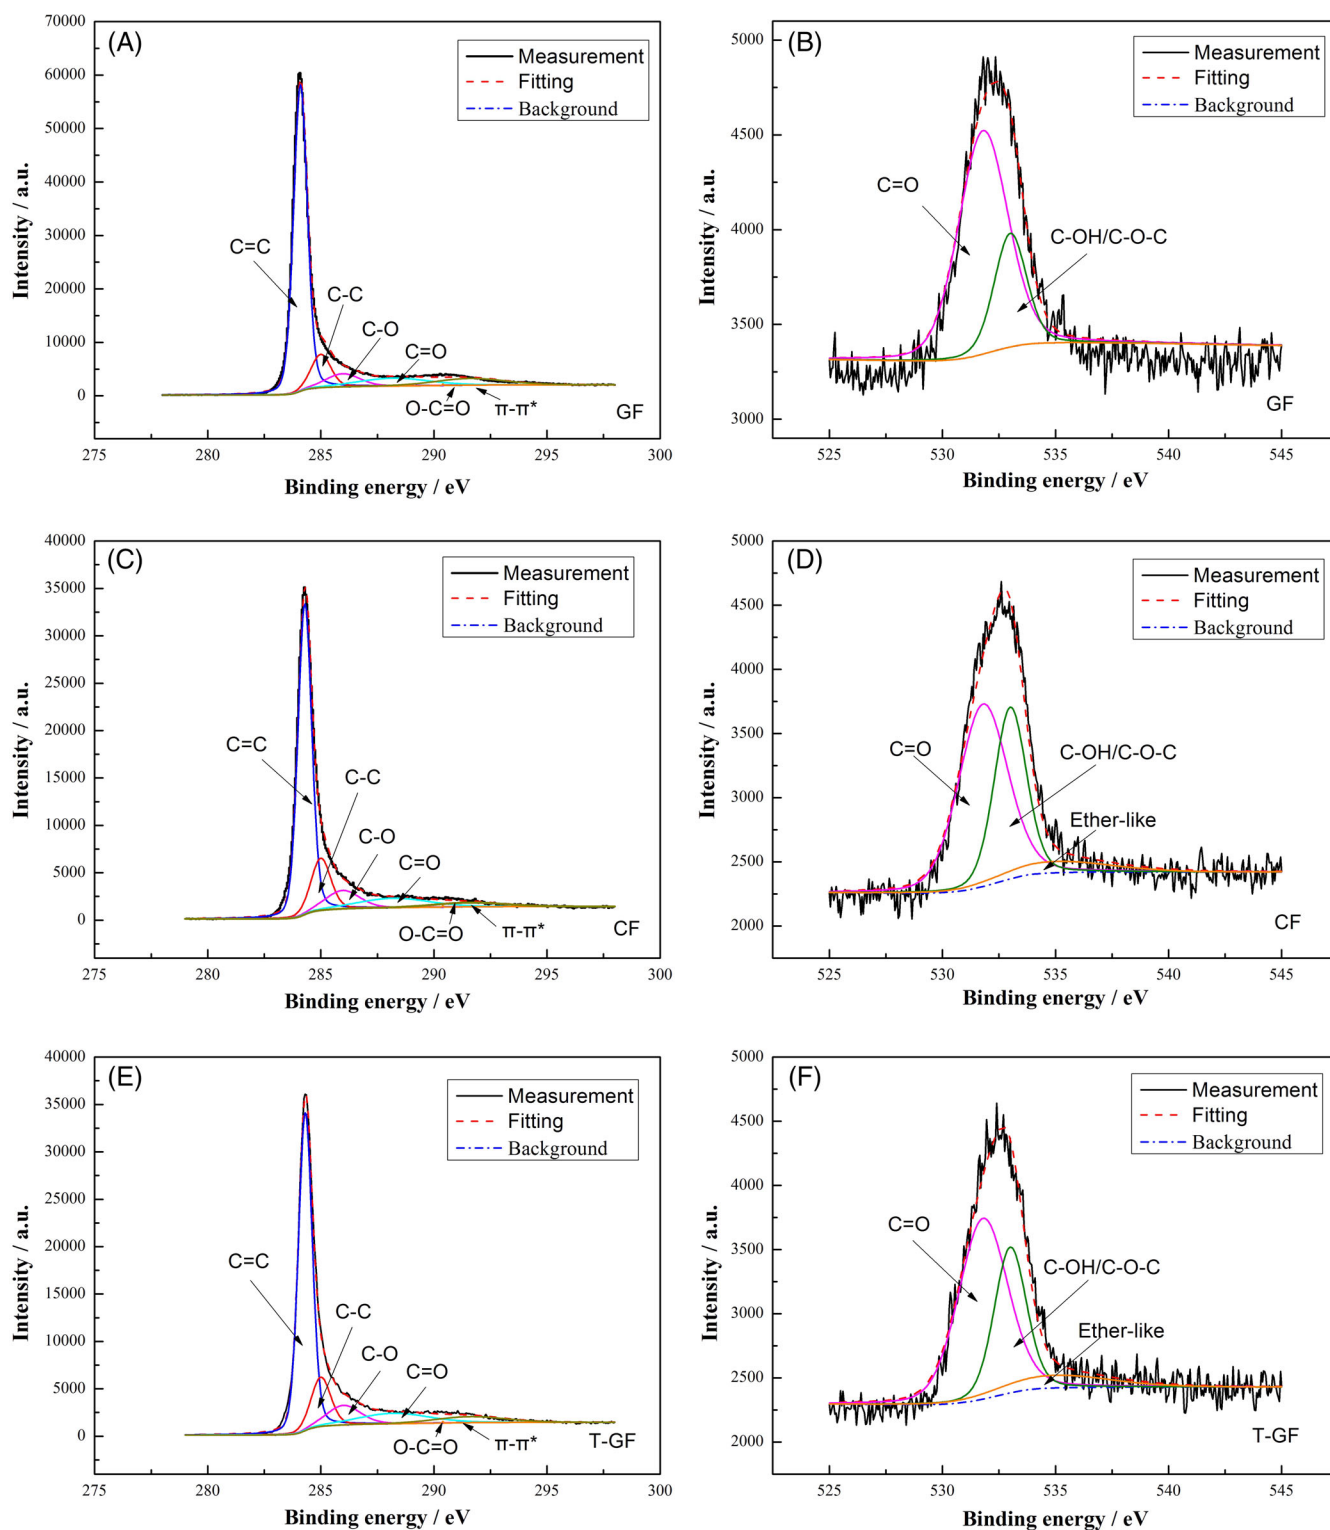 (A)
Measurement
Fitting
Background
70000
60000
50000
40000
30000
20000
10000
0
Intensity / a.u.
C=C
C-C
C-O
C=O
O-C=O
π-π*
GF
275
280
285
290
295
300
Binding energy / eV
(B)
Measurement
Fitting
Background
5000
4500
4000
3500
3000
Intensity / a.u.
C=O
C-OH/C-O-C
GF
525
530
535
540
545
Binding energy / eV
(C)
Measurement
Fitting
Background
40000
35000
30000
25000
20000
15000
10000
5000
0
Intensity / a.u.
C=C
C-C
C-O
C=O
O-C=O
π-π*
CF
275
280
285
290
295
300
Binding energy / eV
(D)
Measurement
Fitting
Background
5000
4500
4000
3500
3000
2500
2000
Intensity / a.u.
C=O
C-OH/C-O-C
Ether-like
CF
525
530
535
540
545
Binding energy / eV
(E)
Measurement
Fitting
Background
40000
35000
30000
25000
20000
15000
10000
5000
0
Intensity / a.u.
C=C
C-C
C-O
C=O
O-C=O
π-π*
T-GF
275
280
285
290
295
300
Binding energy / eV
(F)
Measurement
Fitting
Background
5000
4500
4000
3500
3000
2500
2000
Intensity / a.u.
C=O
C-OH/C-O-C
Ether-like
T-GF
525
530
535
540
545
Binding energy / eV